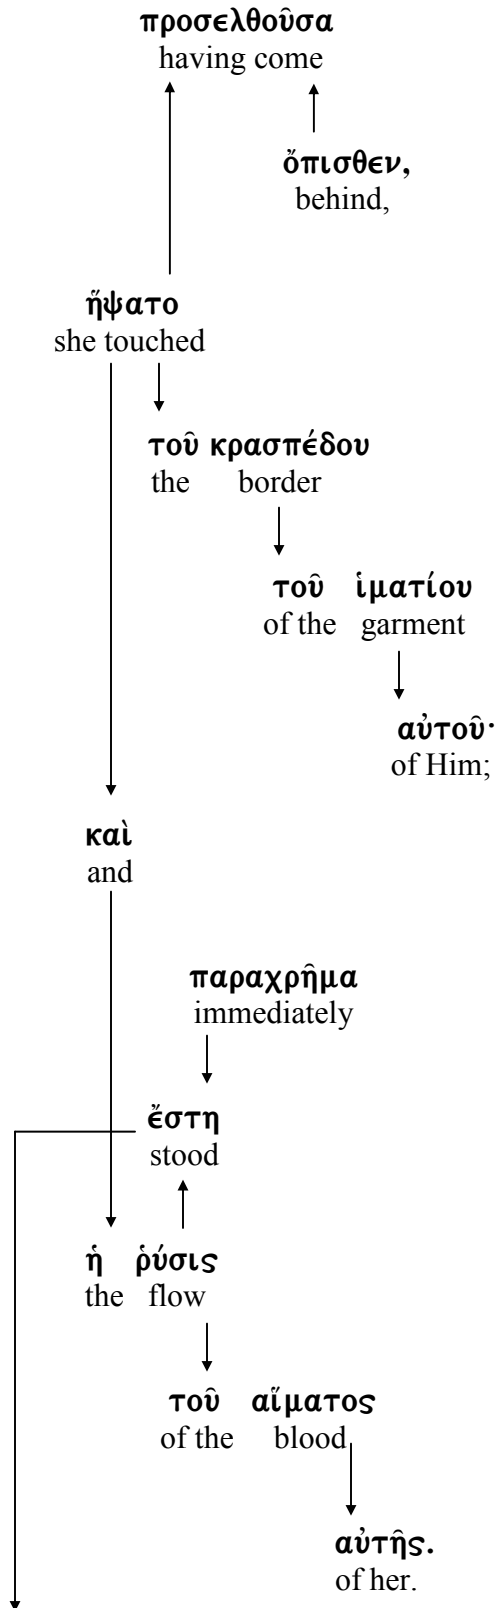 προσελθοῦσα
having come
ὄπισθεν,
behind,
ἥψατο
she touched
τοῦ κρασπέδου
the border
τοῦ ἱματίου
of the garment
αὐτοῦ·
of Him;
καὶ
and
παραχρῆμα
immediately
ἔστη
stood
ἡ ῥύσις
the flow
τοῦ αἵματος
of the blood
αὐτῆς.
of her.